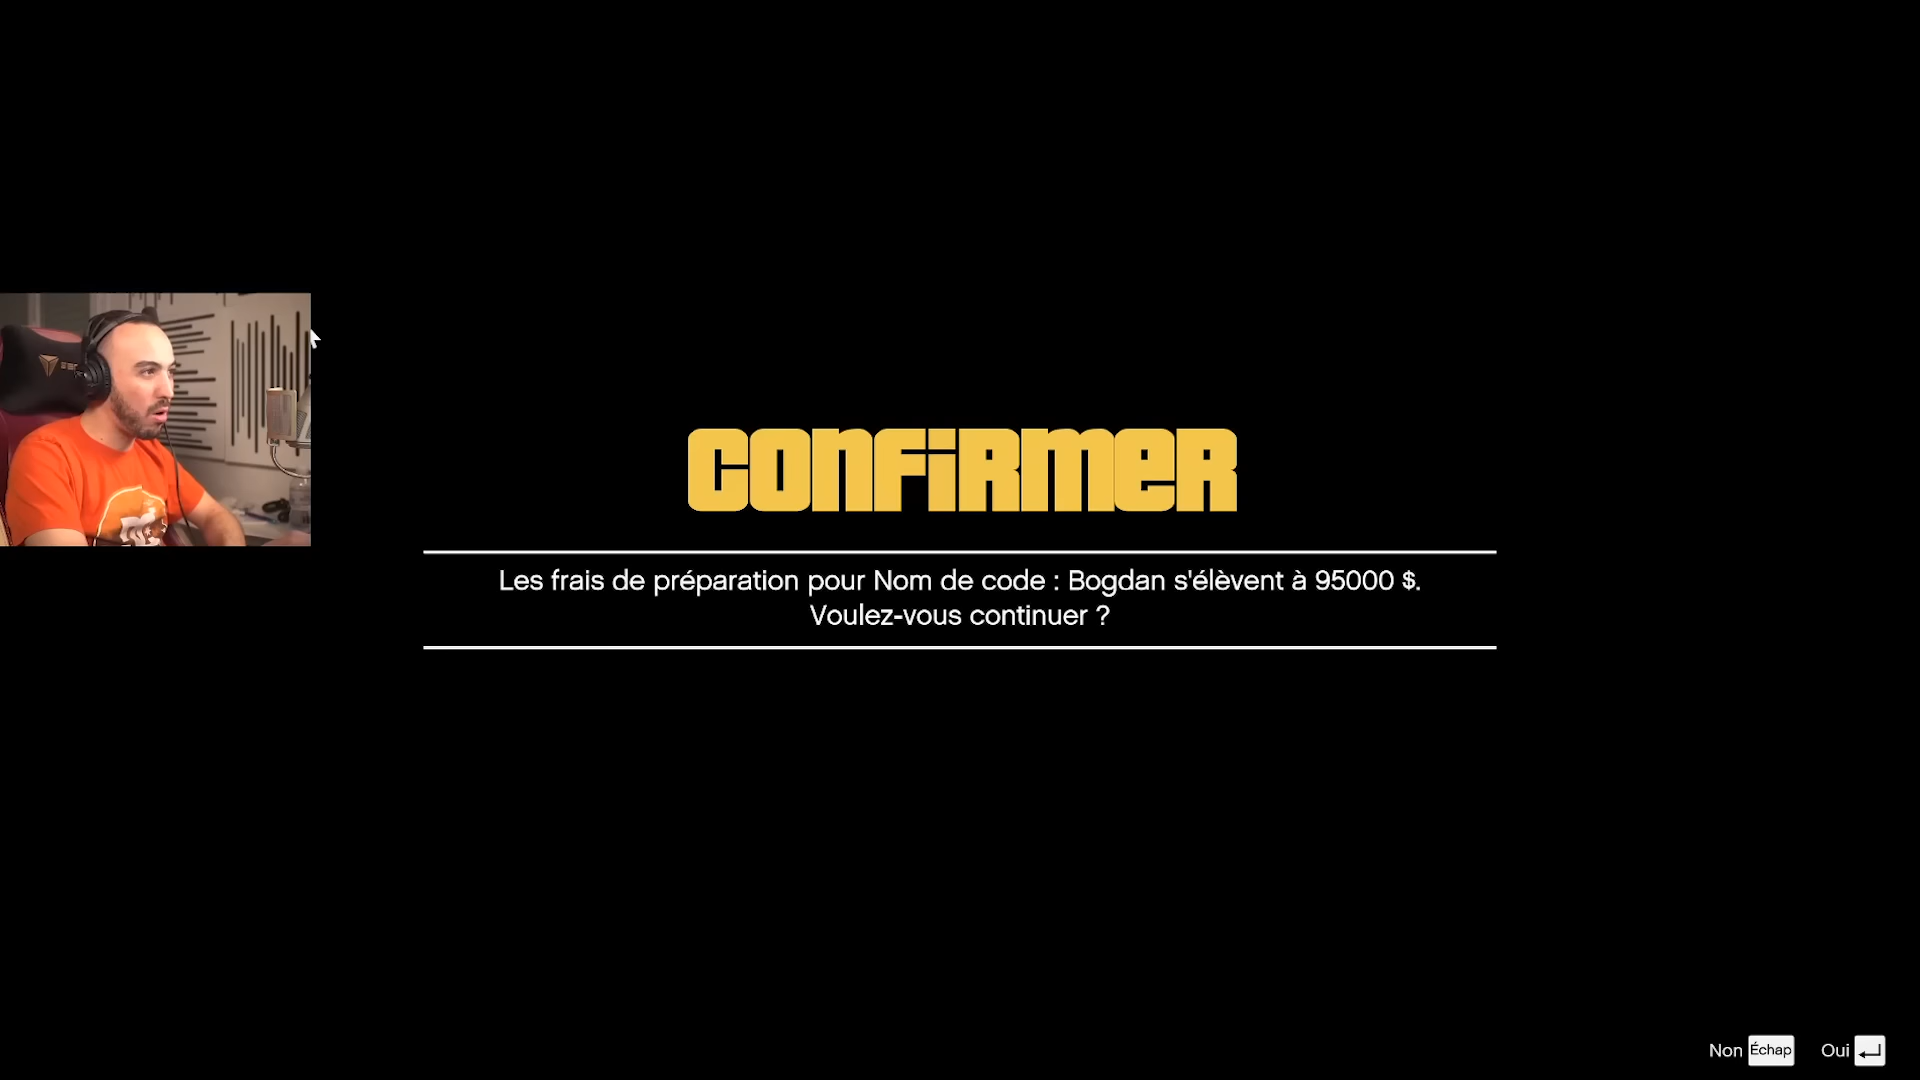 CONFIRMER
Les frais de préparation pour Nom de code : Bogdan s'élèvent à 95000 $.
Voulez-vous continuer ?
Non Échap Oui